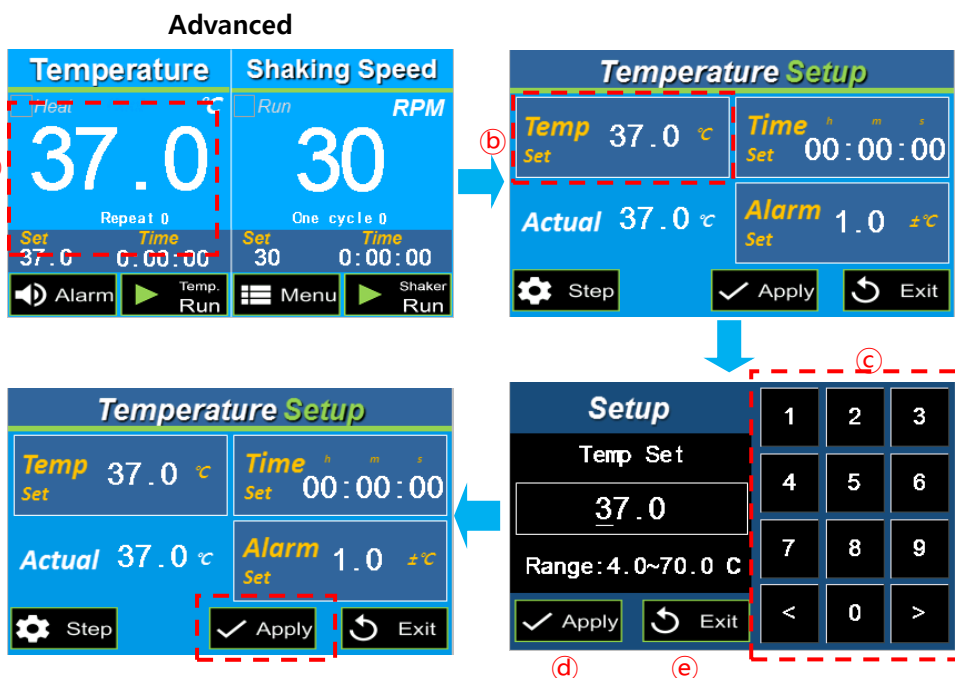 Advanced
Temperature
Heat ℃
37.0
Repeat 0
Set Time
37.0 0:00:00
Alarm
Temp. Run
Shaking Speed
Run RPM
30
One cycle 0
Set Time
30 0:00:00
Menu
Shaker Run
ⓑ
Temperature Setup
Temp Set 37.0 ℃
Time Set h m s
00:00:00
Actual 37.0 ℃
Alarm Set 1.0 ±℃
Step
Apply
Exit
ⓒ
Setup
Temp Set
37.0
Range:4.0~70.0 C
Apply
Exit
1 2 3
4 5 6
7 8 9
< 0 >
ⓓ ⓔ
Temperature Setup
Temp Set 37.0 ℃
Time Set h m s
00:00:00
Actual 37.0 ℃
Alarm Set 1.0 ±℃
Step
Apply
Exit